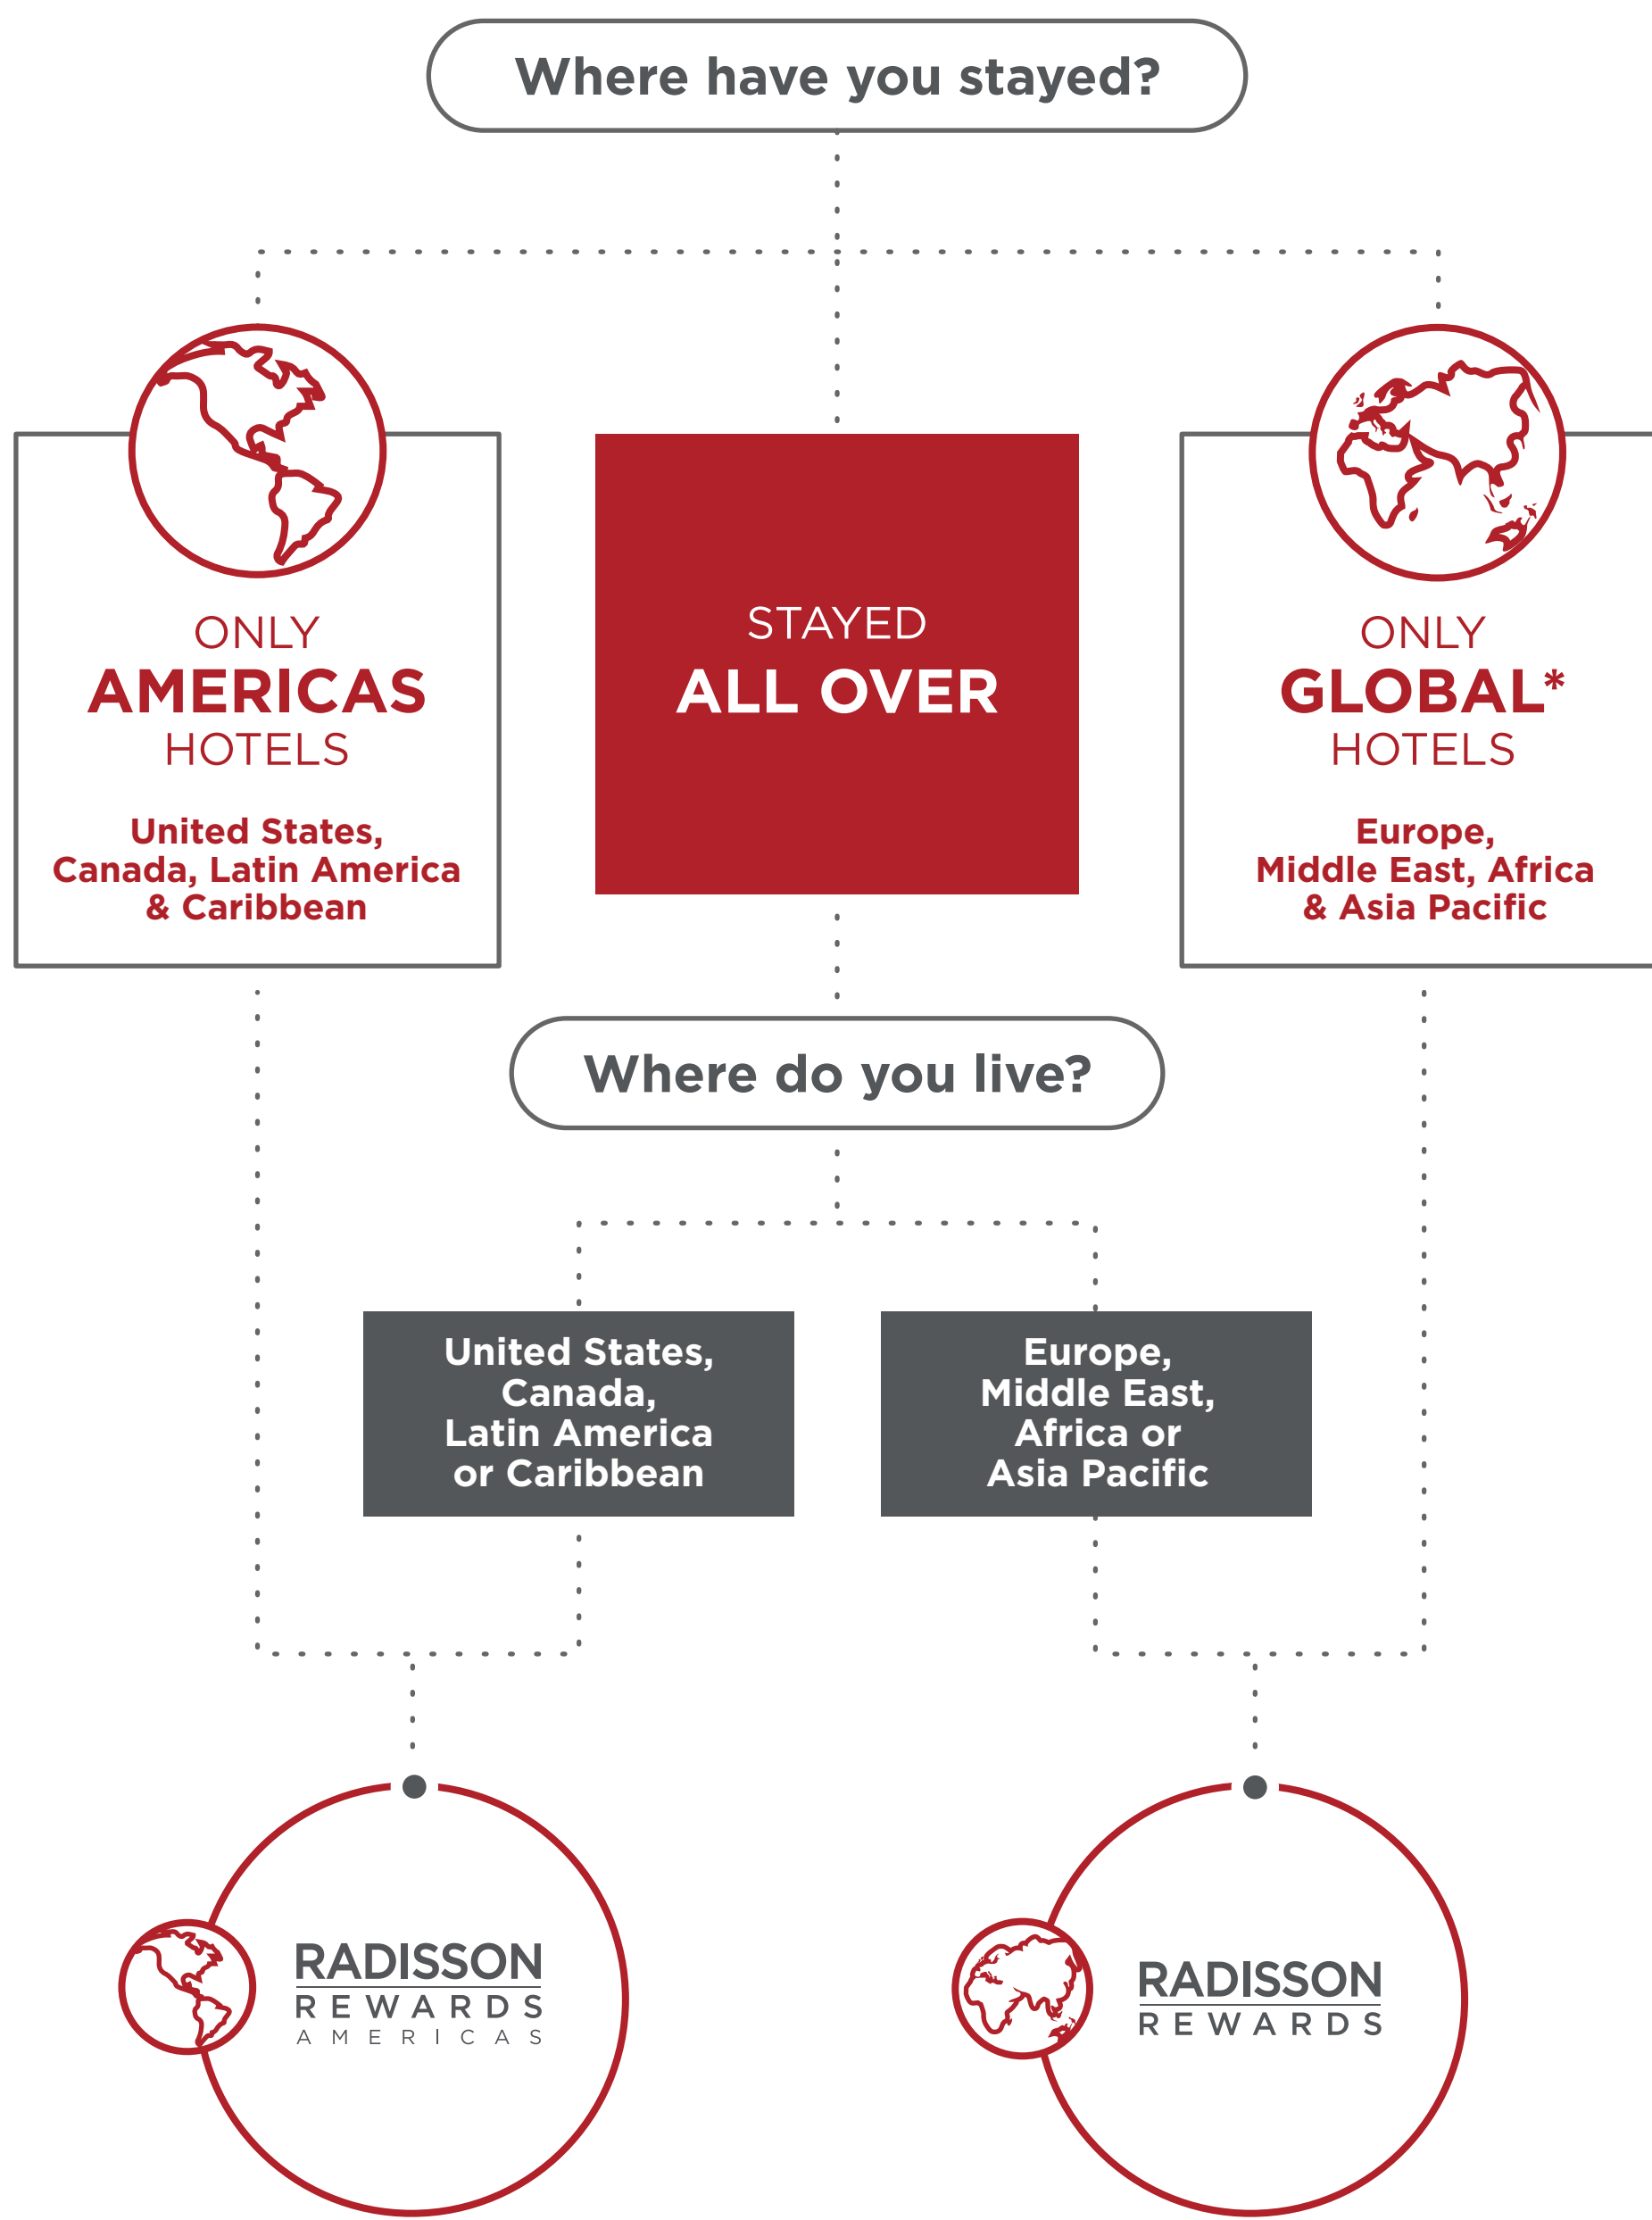 Where have you stayed?
ONLY
AMERICAS
HOTELS
United States,
Canada, Latin America
& Caribbean
STAYED
ALL OVER
ONLY
GLOBAL*
HOTELS
Europe,
Middle East, Africa
& Asia Pacific
Where do you live?
United States,
Canada,
Latin America
or Caribbean
Europe,
Middle East,
Africa or
Asia Pacific
RADISSON
REWARDS
AMERICAS
RADISSON
REWARDS